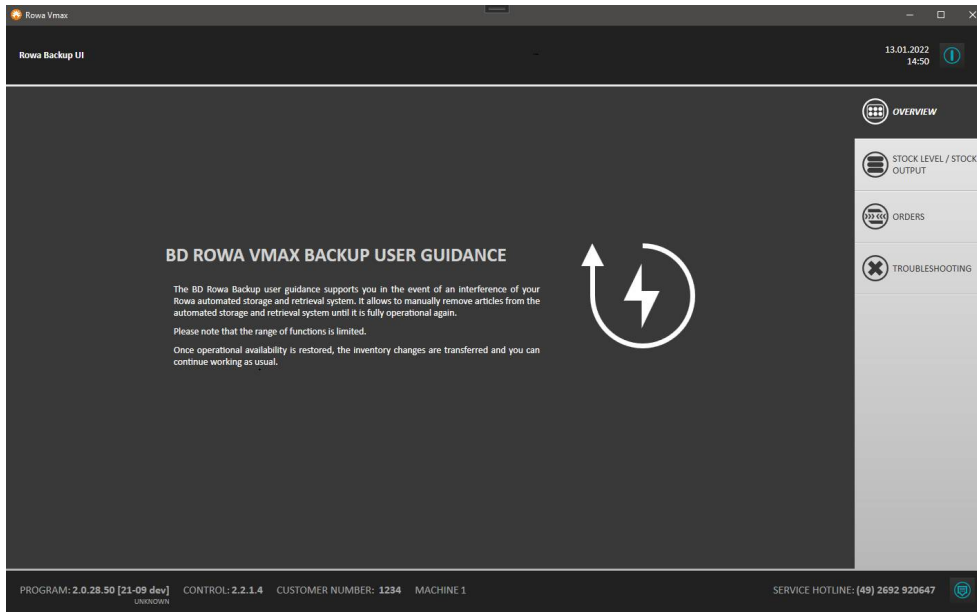 Rowa Vmax
Rowa Backup UI
13.01.2022
14:50
OVERVIEW
STOCK LEVEL / STOCK
OUTPUT
ORDERS
TROUBLESHOOTING
BD ROWA VMAX BACKUP USER GUIDANCE
The BD Rowa Backup user guidance supports you in the event of an interference of your
Rowa automated storage and retrieval system. It allows to manually remove articles from the
automated storage and retrieval system until it is fully operational again.
Please note that the range of functions is limited.
Once operational availability is restored, the inventory changes are transferred and you can
continue working as usual.
PROGRAM: 2.0.28.50 [21-09 dev] CONTROL: 2.2.1.4 CUSTOMER NUMBER: 1234 MACHINE 1 SERVICE HOTLINE: (49) 2692 920647
UNKNOWN